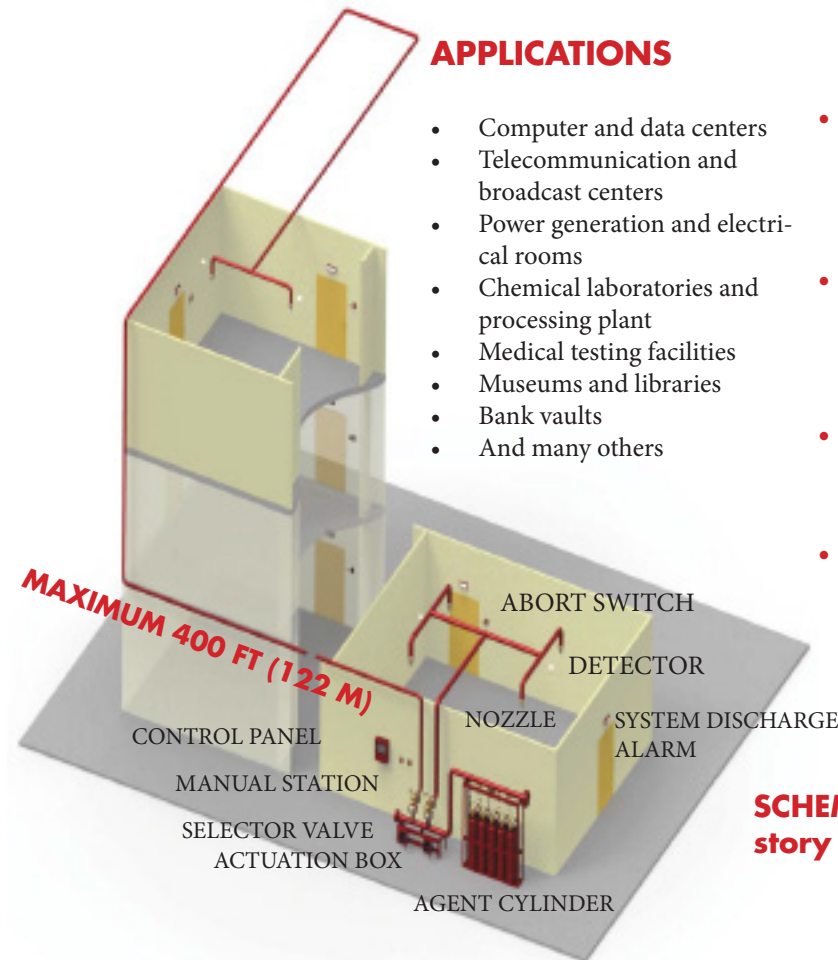 APPLICATIONS
• Computer and data centers
• Telecommunication and
broadcast centers
• Power generation and electri-
cal rooms
• Chemical laboratories and
processing plant
• Medical testing facilities
• Museums and libraries
• Bank vaults
• And many others
MAXIMUM 400 FT (122 M)
ABORT SWITCH
DETECTOR
NOZZLE
SYSTEM DISCHARGE
ALARM
CONTROL PANEL
MANUAL STATION
SELECTOR VALVE
ACTUATION BOX
AGENT CYLINDER
SCHEM
story